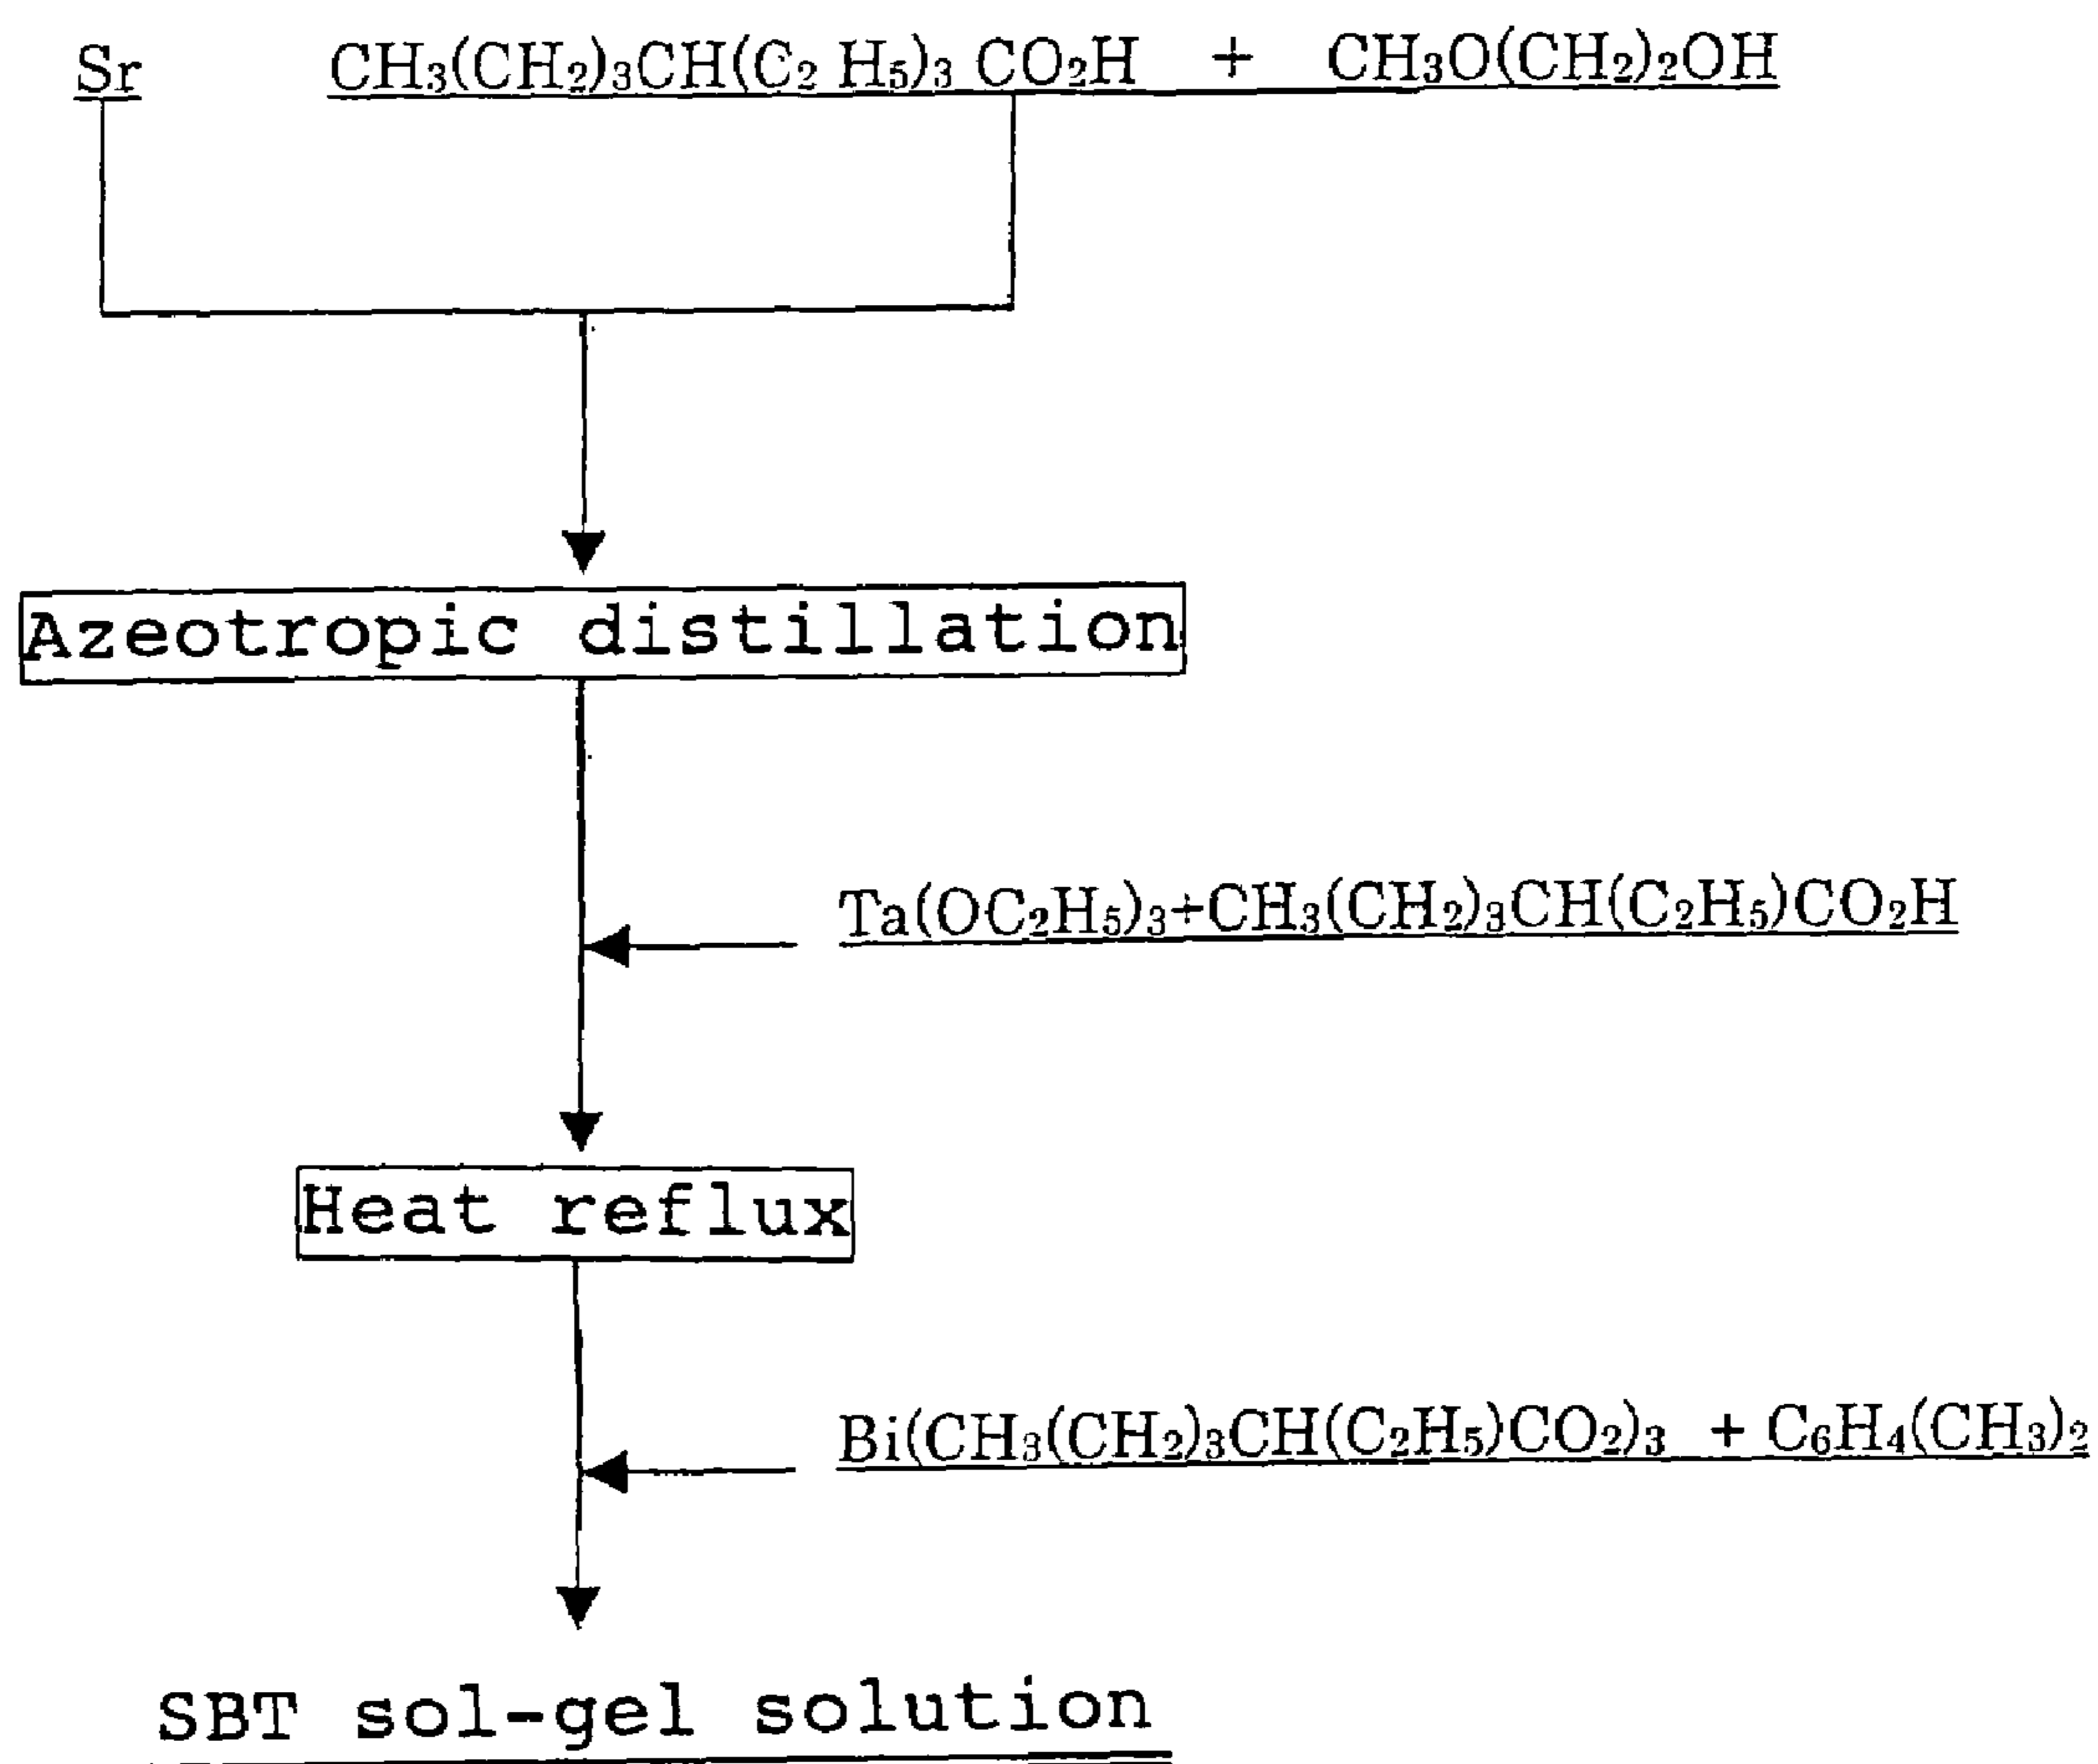 Sr CH₃(CH₂)₃CH(C₂ H₅)₃ CO₂H + CH₃O(CH₂)₂OH
Azeotropic distillation
Ta(OC₂H₅)₃+CH₃(CH₂)₃CH(C₂H₅)CO₂H
Heat reflux
Bi(CH₃(CH₂)₃CH(C₂H₅)CO₂)₃ + C₆H₄(CH₃)₂
SBT sol-gel solution